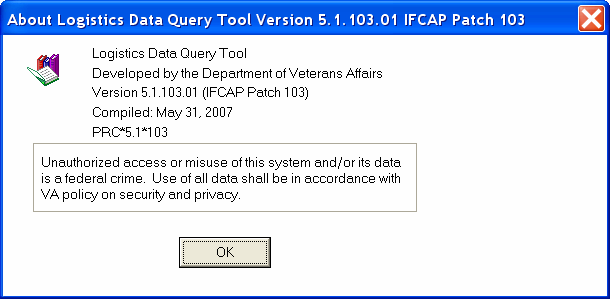 About Logistics Data Query Tool Version 5.1.103.01 IFCAP Patch 103
Logistics Data Query Tool
Developed by the Department of Veterans Affairs
Version 5.1.103.01 (IFCAP Patch 103)
Compiled: May 31, 2007
PRC*5.1*103
Unauthorized access or misuse of this system and/or its data
is a federal crime.  Use of all data shall be in accordance with
VA policy on security and privacy.
OK